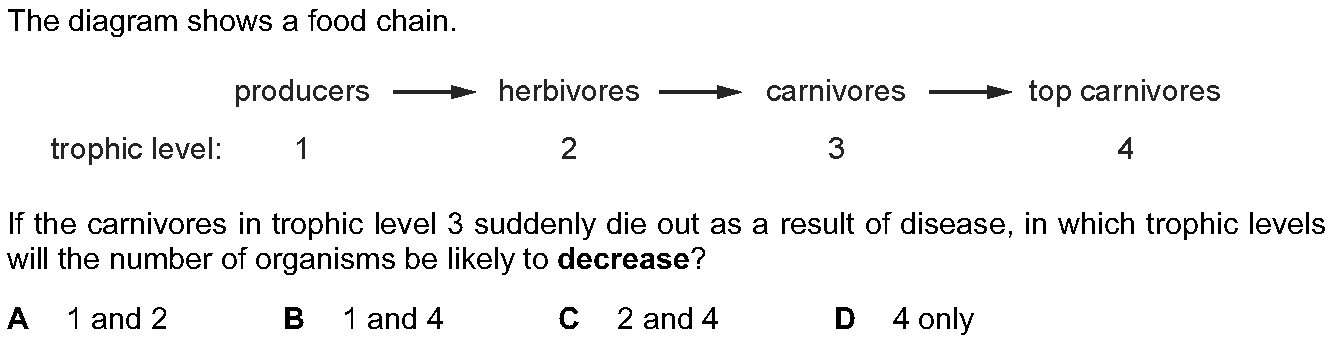 The diagram shows a food chain.
producers herbivores carnivores top carnivores
trophic level: 1 2 3 4
If the carnivores in trophic level 3 suddenly die out as a result of disease, in which trophic levels
will the number of organisms be likely to decrease?
A 1 and 2 B 1 and 4 C 2 and 4 D 4 only